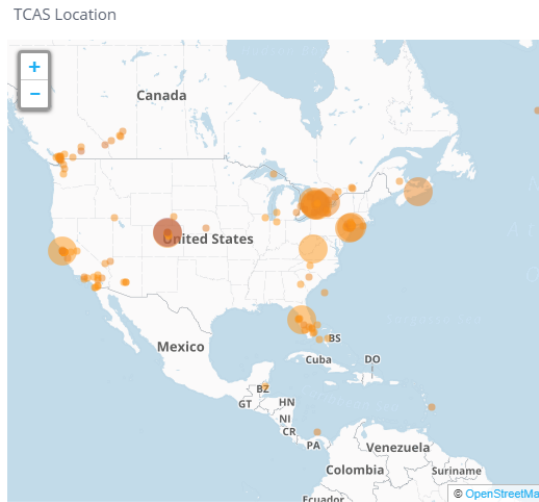 TCAS Location
+
−
Canada
United States
Mexico
BS
Cuba
DO
BZ
HN
GT
NI
CR
PA
Venezuela
Colombia
Suriname
Ecuador
© OpenStreetMa